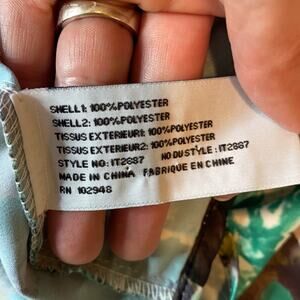 SHELL1: 100%POLYESTER
SHELL2: 100%POLYESTER
TISSUS EXTERIEUR1: 100%POLYESTER
TISSUS EXTERIEUR2: 100%POLYESTER
STYLE NO: IT2887 NO DU STYLE : IT2887
MADE IN CHINA FABRIQUE EN CHINE
RN 102948